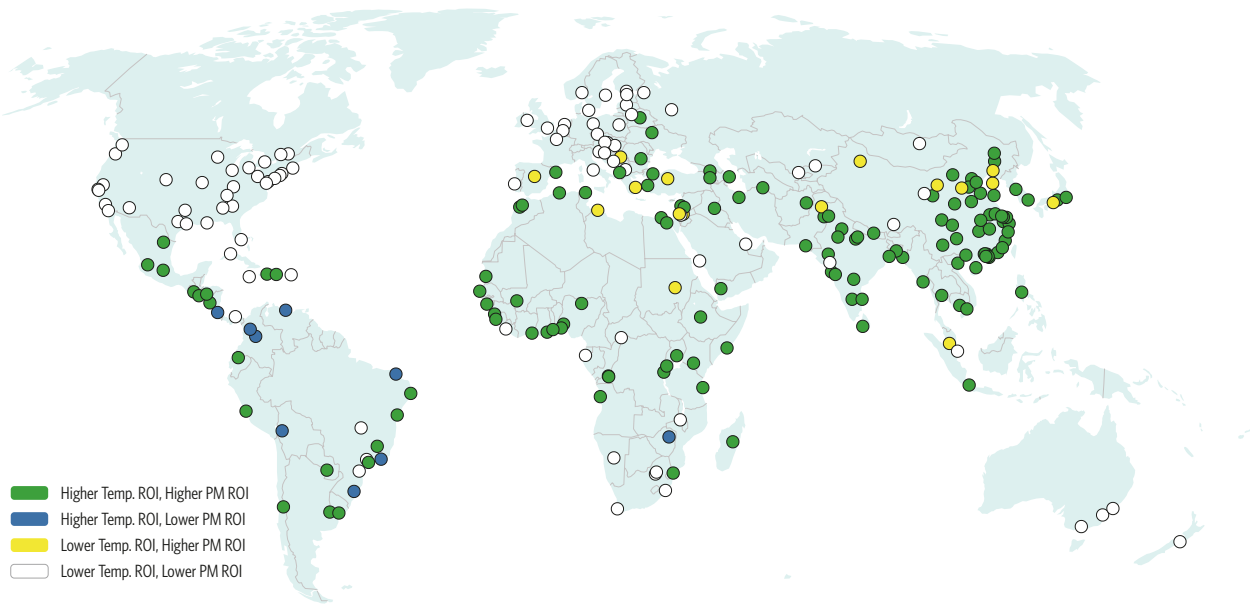 Higher Temp. ROI, Higher PM ROI
Higher Temp. ROI, Lower PM ROI
Lower Temp. ROI, Higher PM ROI
Lower Temp. ROI, Lower PM ROI